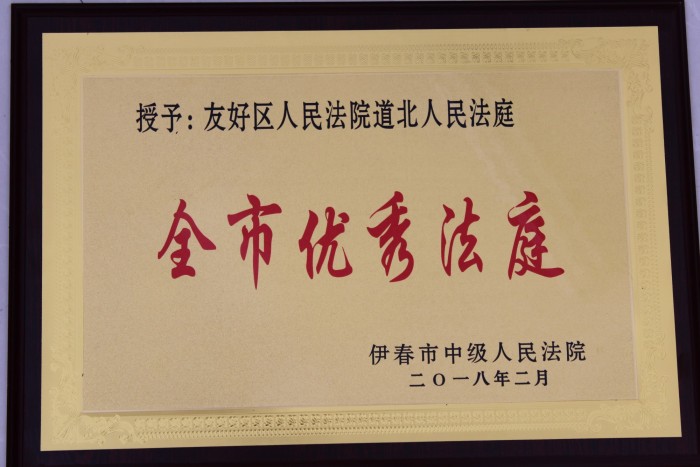 授予：友好区人民法院道北人民法庭
全市优秀法庭
伊春市中级人民法院
二〇一八年二月